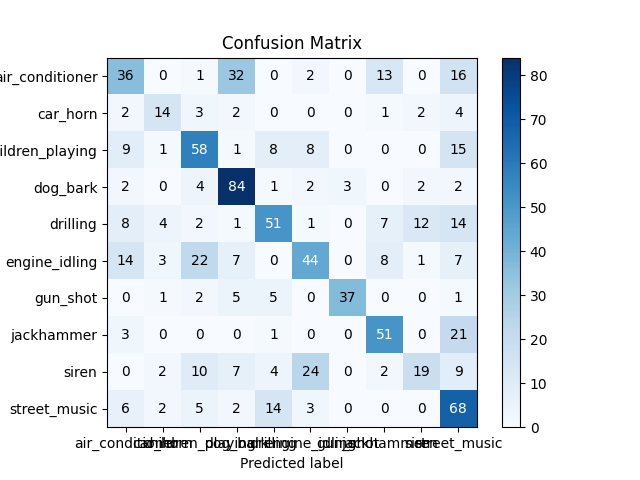 Confusion Matrix
air_conditioner 36 0 1 32 0 2 0 13 0 16
car_horn 2 14 3 2 0 0 0 1 2 4
ildren_playing 9 1 58 1 8 8 0 0 0 15
dog_bark 2 0 4 84 1 2 3 0 2 2
drilling 8 4 2 1 51 1 0 7 12 14
engine_idling 14 3 22 7 0 44 0 8 1 7
gun_shot 0 1 2 5 5 0 37 0 0 1
jackhammer 3 0 0 0 1 0 0 51 0 21
siren 0 2 10 7 4 24 0 2 19 9
street_music 6 2 5 2 14 3 0 0 0 68
street_music
Predicted label
80
70
60
50
40
30
20
10
0